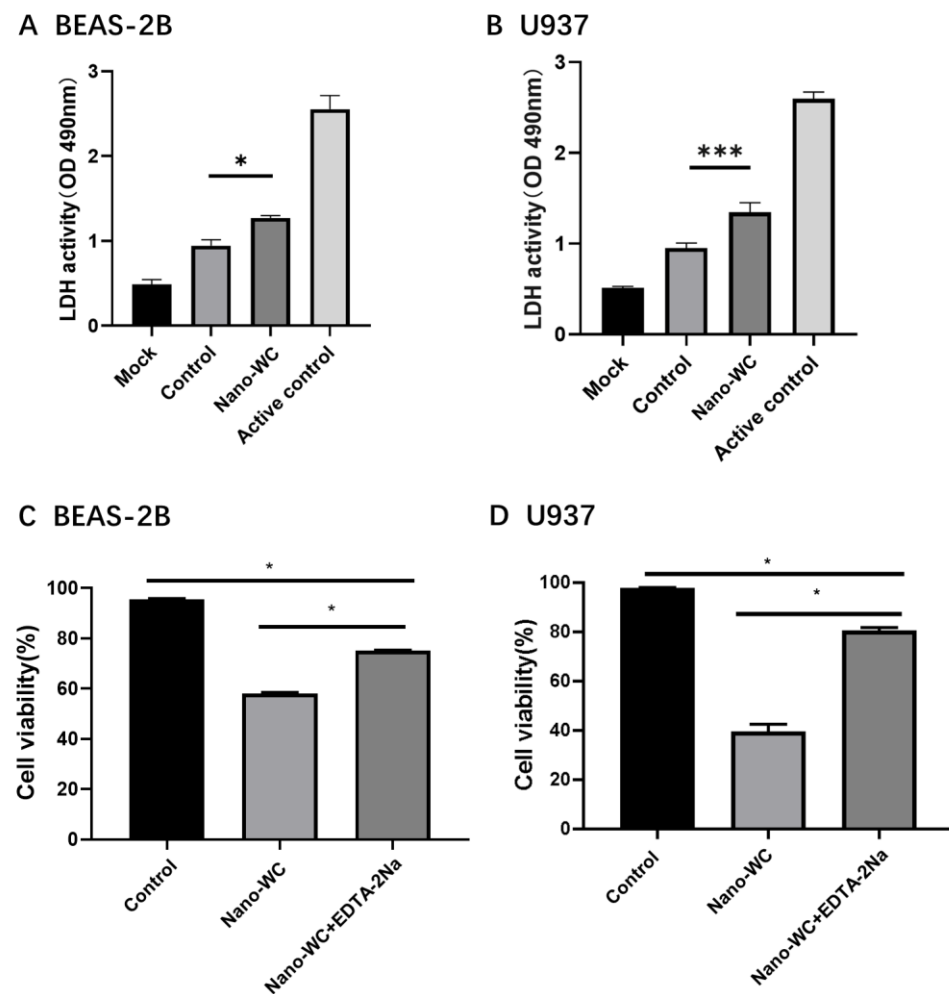 A BEAS-2B
LDH activity（OD 490nm）
3
2
1
0
*
Mock
Control
Nano-WC
Active control
B U937
LDH activity（OD 490nm）
3
2
1
0
***
Mock
Control
Nano-WC
Active control
C BEAS-2B
Cell viability(%)
100
80
60
40
20
0
*
*
Control
Nano-WC
Nano-WC+EDTA-2Na
D U937
Cell viability(%)
100
80
60
40
20
0
*
*
Control
Nano-WC
Nano-WC+EDTA-2Na